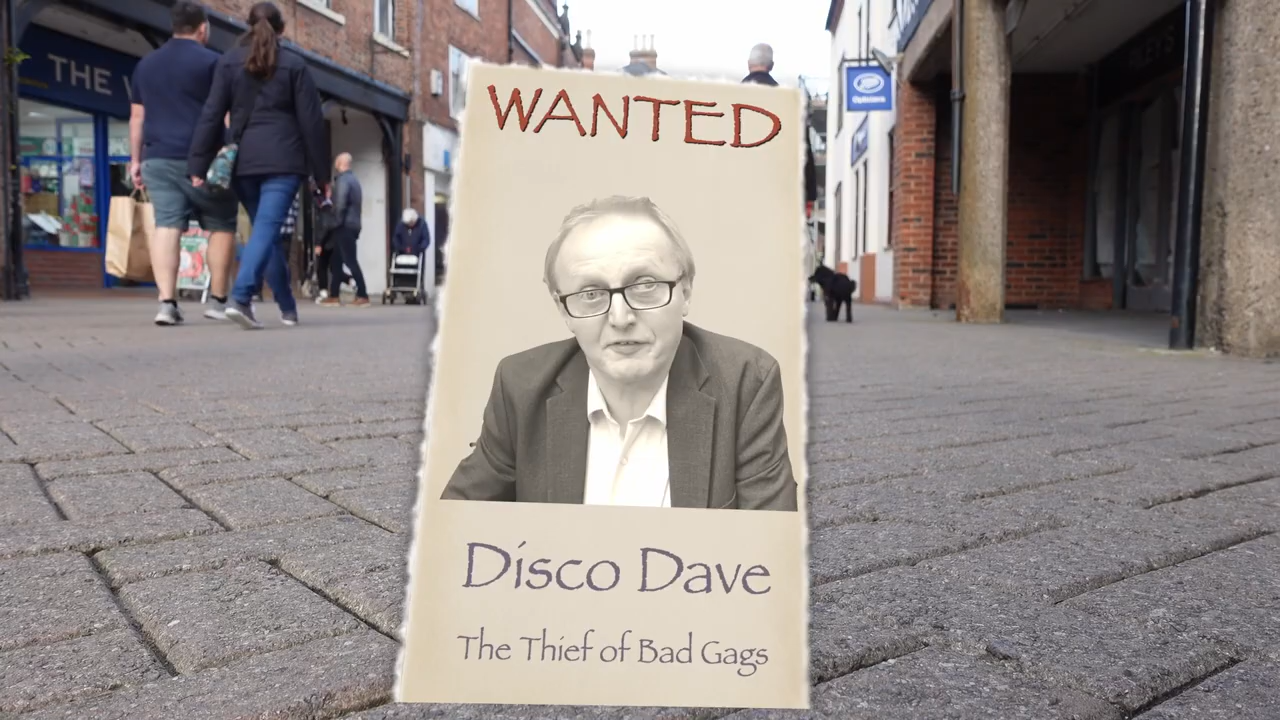 WANTED
Disco Dave
The Thief of Bad Gags
THE
Opticians